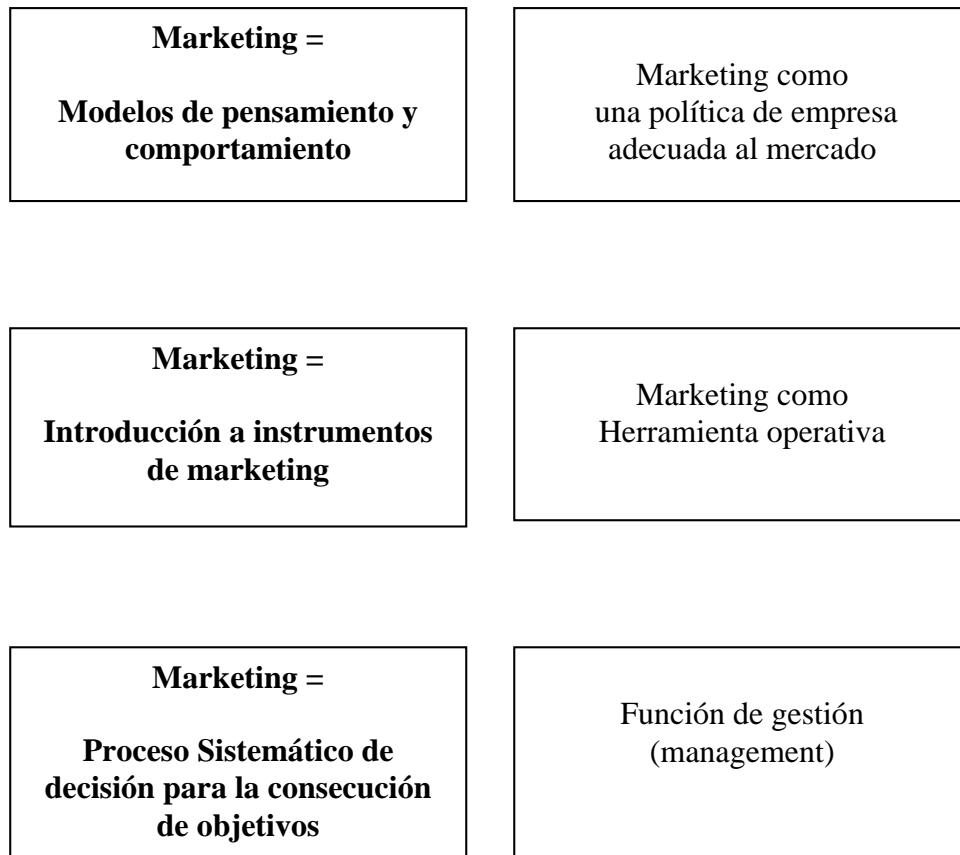 Marketing =
Modelos de pensamiento y
comportamiento
Marketing como
una política de empresa
adecuada al mercado
Marketing =
Introducción a instrumentos
de marketing
Marketing como
Herramienta operativa
Marketing =
Proceso Sistemático de
decisión para la consecución
de objetivos
Función de gestión
(management)